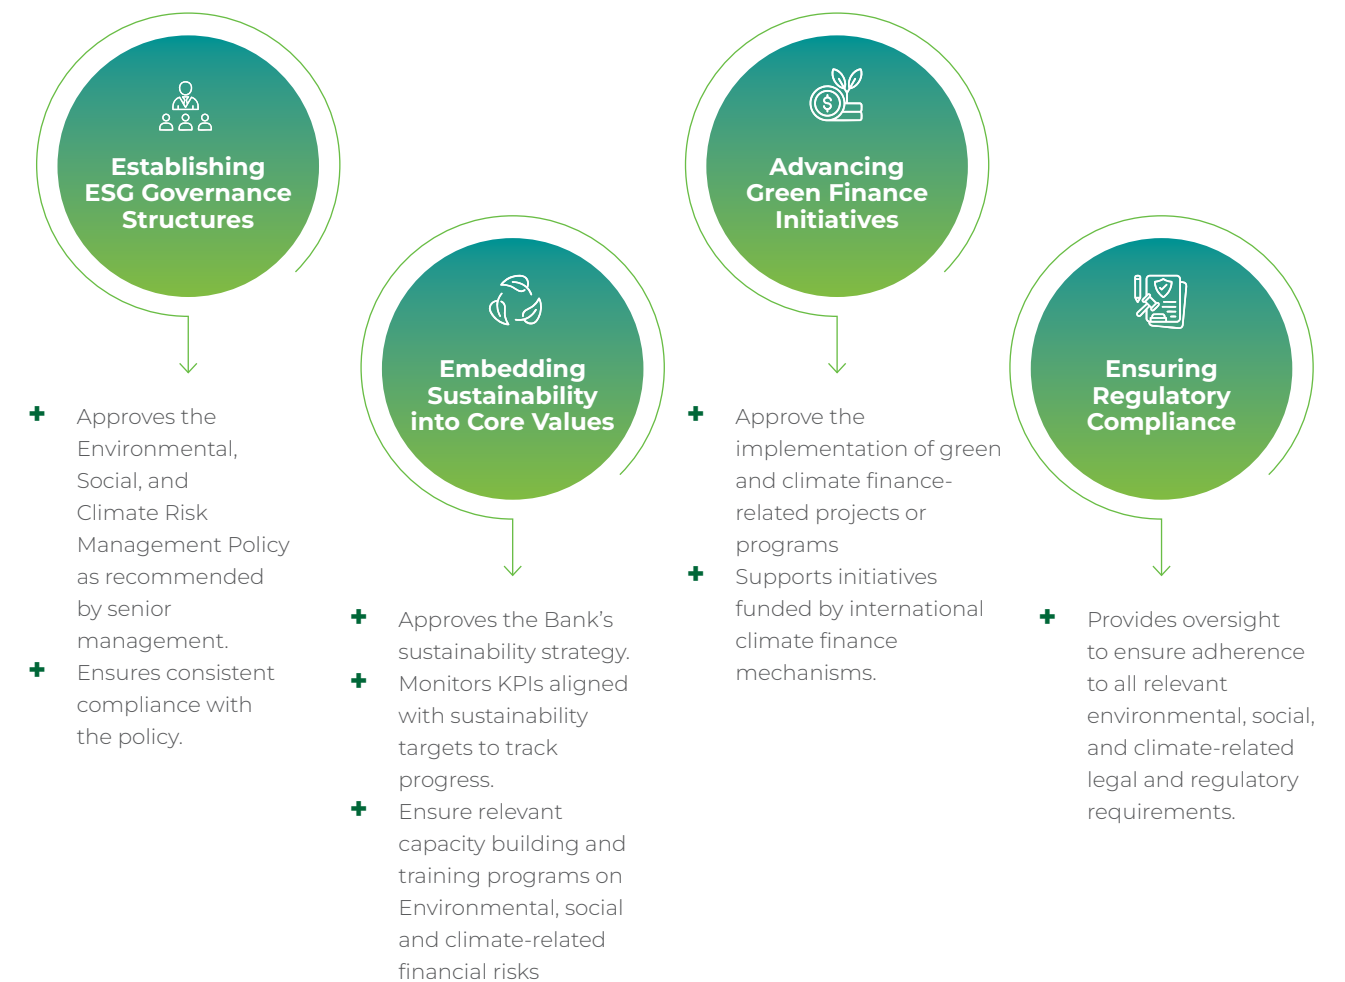 Establishing
ESG Governance
Structures
Approves the
Environmental,
Social, and
Climate Risk
Management Policy
as recommended
by senior
management.
Ensures consistent
compliance with
the policy.
Embedding
Sustainability
into Core Values
Approves the Bank’s
sustainability strategy.
Monitors KPIs aligned
with sustainability
targets to track
progress.
Ensure relevant
capacity building and
training programs on
Environmental, social
and climate-related
financial risks
Advancing
Green Finance
Initiatives
Approve the
implementation of green
and climate finance-
related projects or
programs
Supports initiatives
funded by international
climate finance
mechanisms.
Ensuring
Regulatory
Compliance
Provides oversight
to ensure adherence
to all relevant
environmental, social,
and climate-related
legal and regulatory
requirements.